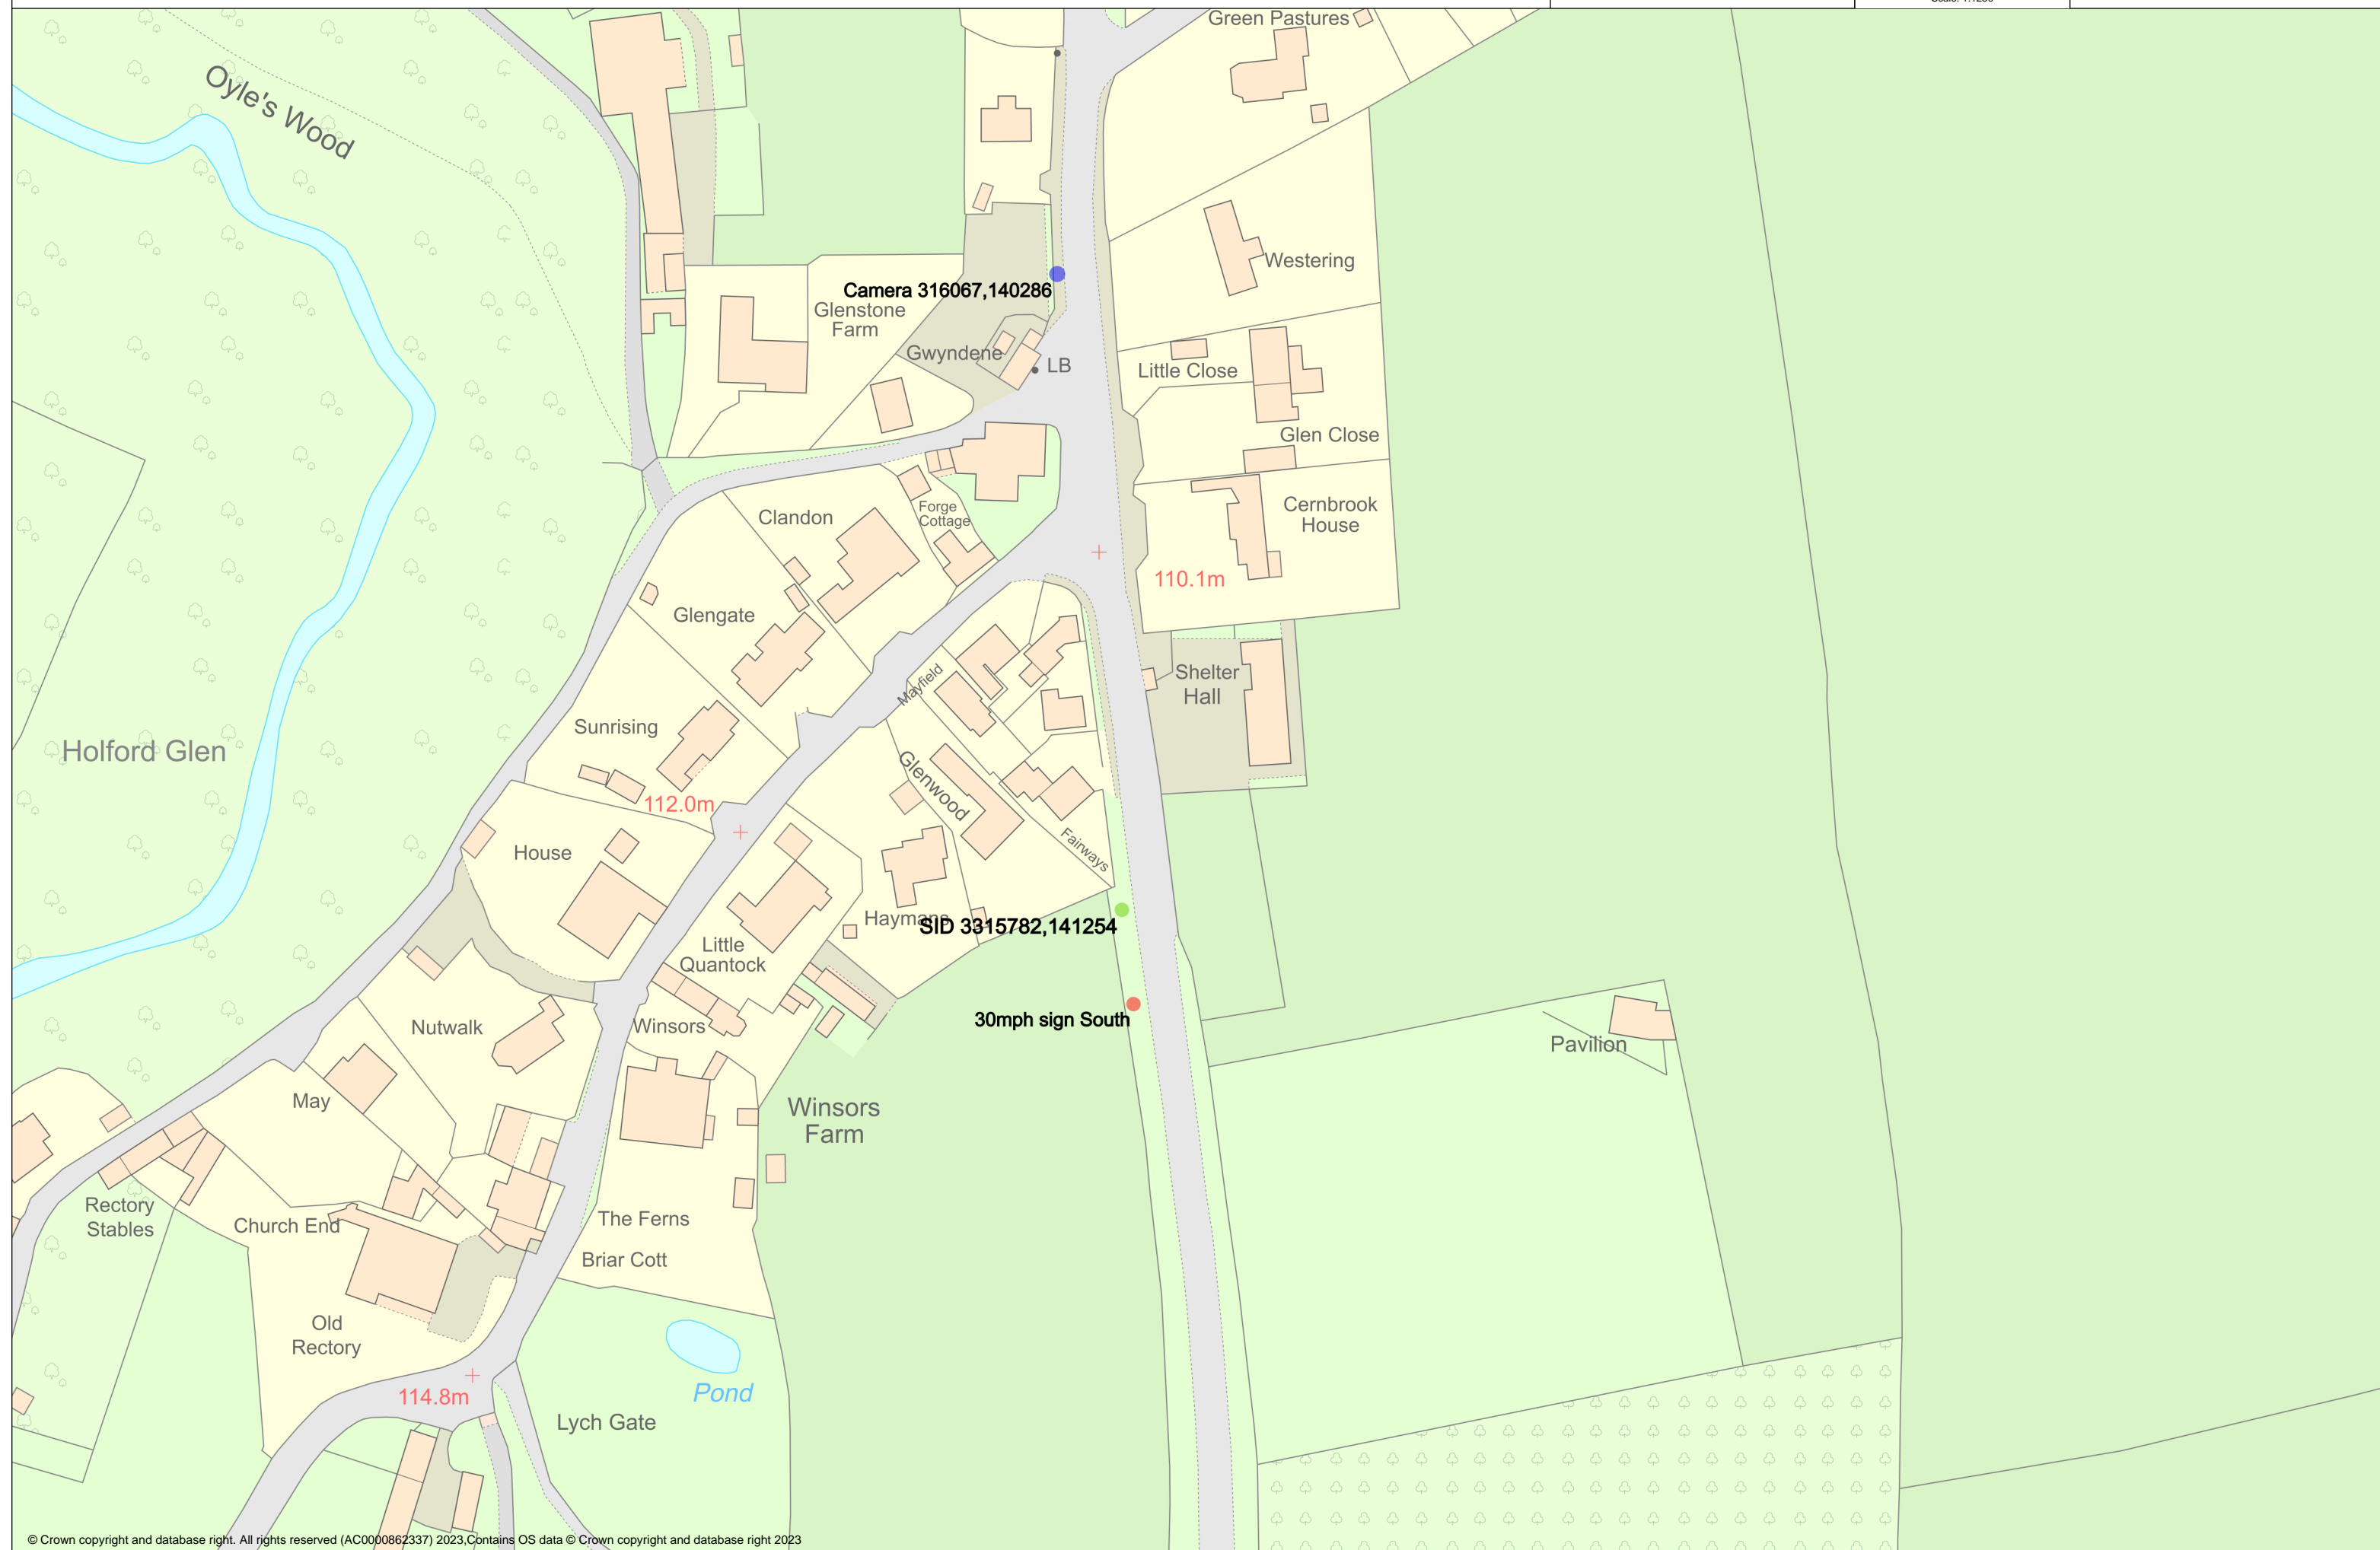 Scale: 1:1250
Green Pastures
Oyle's Wood
Westering
Camera 316067,140286
Glenstone
Farm
Gwyndene
LB
Little Close
Glen Close
Cernbrook
House
Clandon
Forge
Cottage
110.1m
Glengate
Mayfield
Shelter
Hall
Sunrising
Holford Glen
Glenwood
112.0m
House
Fairways
Haymans
SID 3315782,141254
Little
Quantock
30mph sign South
Nutwalk
Winsors
Pavilion
May
Winsors
Farm
Rectory
Stables
Church End
The Ferns
Briar Cott
Old
Rectory
Pond
114.8m
Lych Gate
© Crown copyright and database right. All rights reserved (AC0000862337) 2023,Contains OS data © Crown copyright and database right 2023